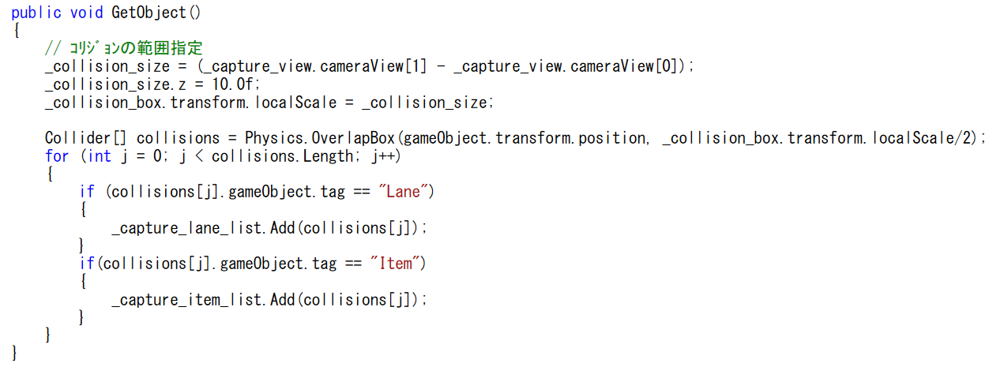 public void GetObject()
{
    // ｺﾘｼﾞｮﾝの範囲指定
    _collision_size = (_capture_view.cameraView[1] - _capture_view.cameraView[0]);
    _collision_size.z = 10.0f;
    _collision_box.transform.localScale = _collision_size;

    Collider[] collisions = Physics.OverlapBox(gameObject.transform.position, _collision_box.transform.localScale/2);
    for (int j = 0; j < collisions.Length; j++)
    {
        if (collisions[j].gameObject.tag == "Lane")
        {
            _capture_lane_list.Add(collisions[j]);
        }
        if(collisions[j].gameObject.tag == "Item")
        {
            _capture_item_list.Add(collisions[j]);
        }
    }
}